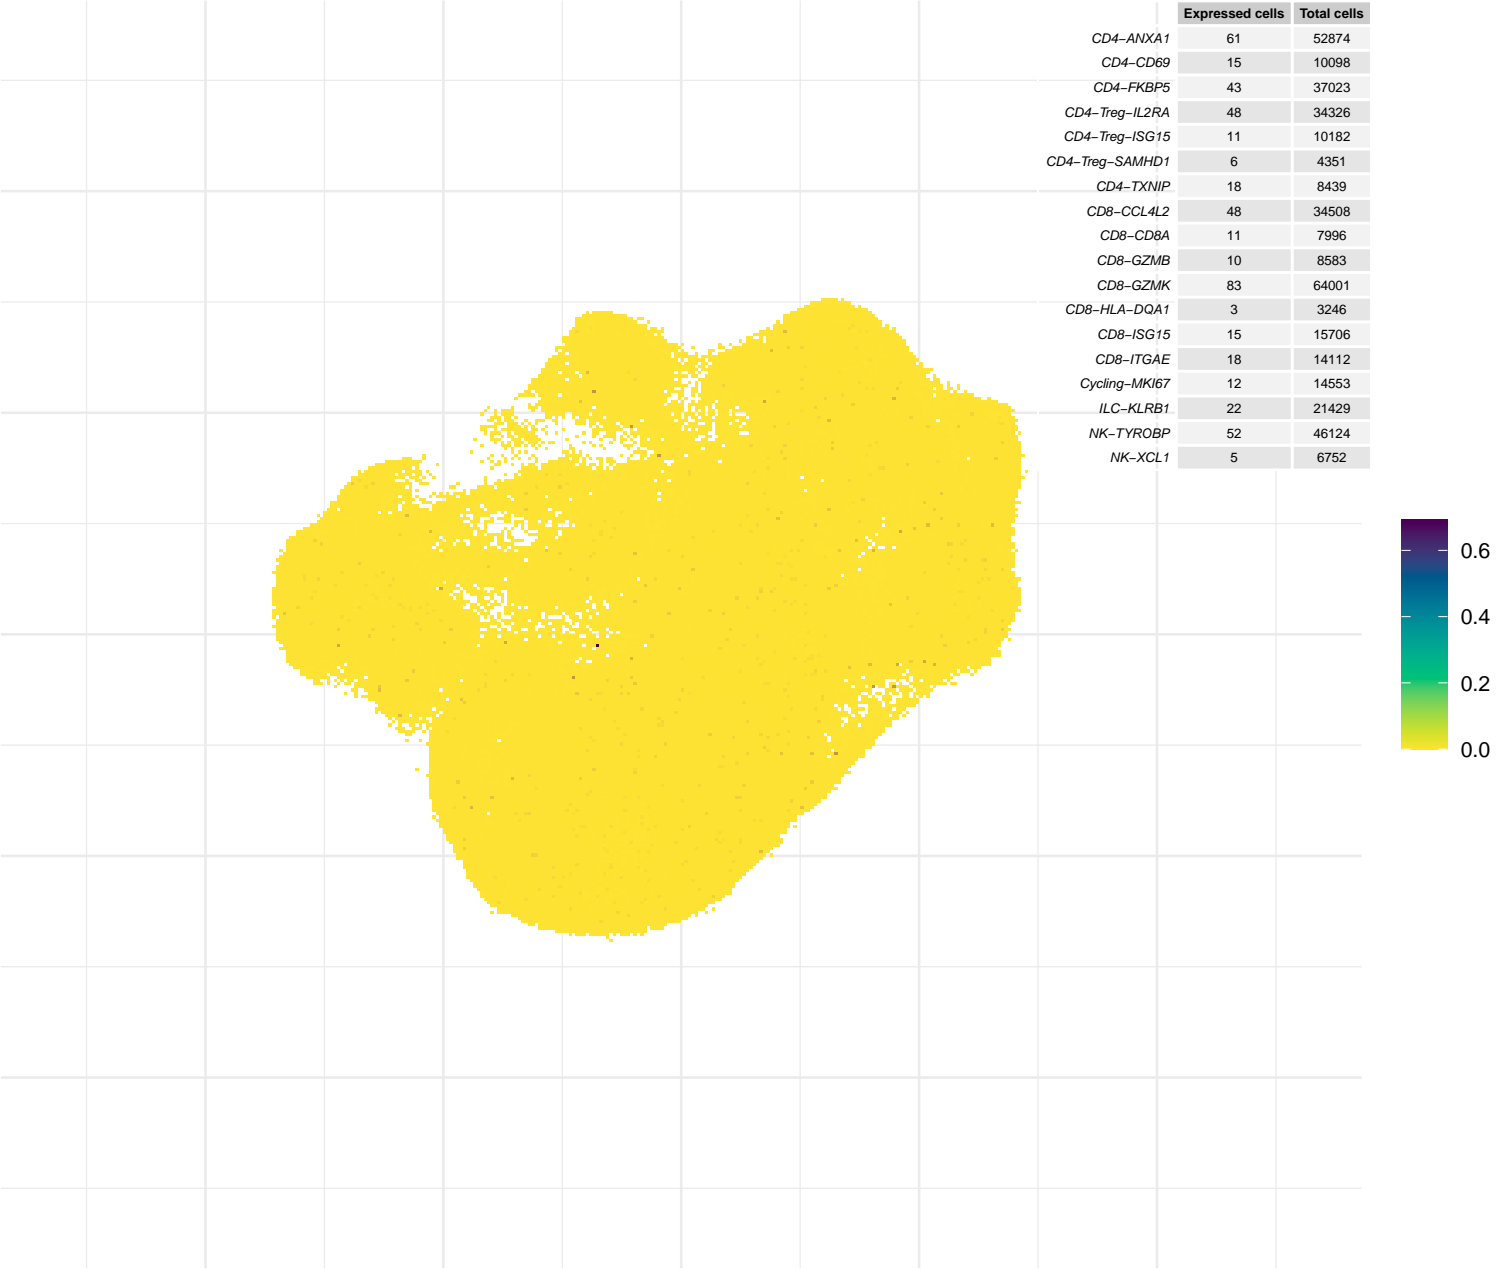 Expressed cells Total cells
CD4−ANXA1 61 52874
CD4−CD69 15 10098
CD4−FKBP5 43 37023
CD4−Treg−IL2RA 48 34326
CD4−Treg−ISG15 11 10182
CD4−Treg−SAMHD1 6 4351
CD4−TXNIP 18 8439
CD8−CCL4L2 48 34508
CD8−CD8A 11 7996
CD8−GZMB 10 8583
CD8−GZMK 83 64001
CD8−HLA−DQA1 3 3246
CD8−ISG15 15 15706
CD8−ITGAE 18 14112
Cycling−MKI67 12 14553
ILC−KLRB1 22 21429
NK−TYROBP 52 46124
NK−XCL1 5 6752
0.6
0.4
0.2
0.0